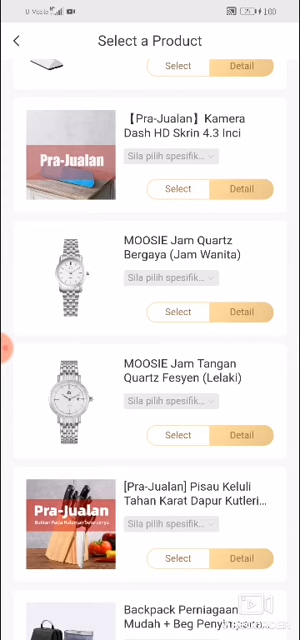 1:00
Select a Product
Select
Detail
Pra-Jualan
【Pra-Jualan】Kamera
Dash HD Skrin 4.3 Inci
Sila pilih spesifik...
Select
Detail
MOOSIE Jam Quartz
Bergaya (Jam Wanita)
Sila pilih spesifik...
Select
Detail
MOOSIE Jam Tangan
Quartz Fesyen (Lelaki)
Sila pilih spesifik...
Select
Detail
Pra-Jualan
[Pra-Jualan] Pisau Keluli
Tahan Karat Dapur Kutleri...
Sila pilih spesifik...
Select
Detail
Backpack Perniagaan
Mudah + Beg